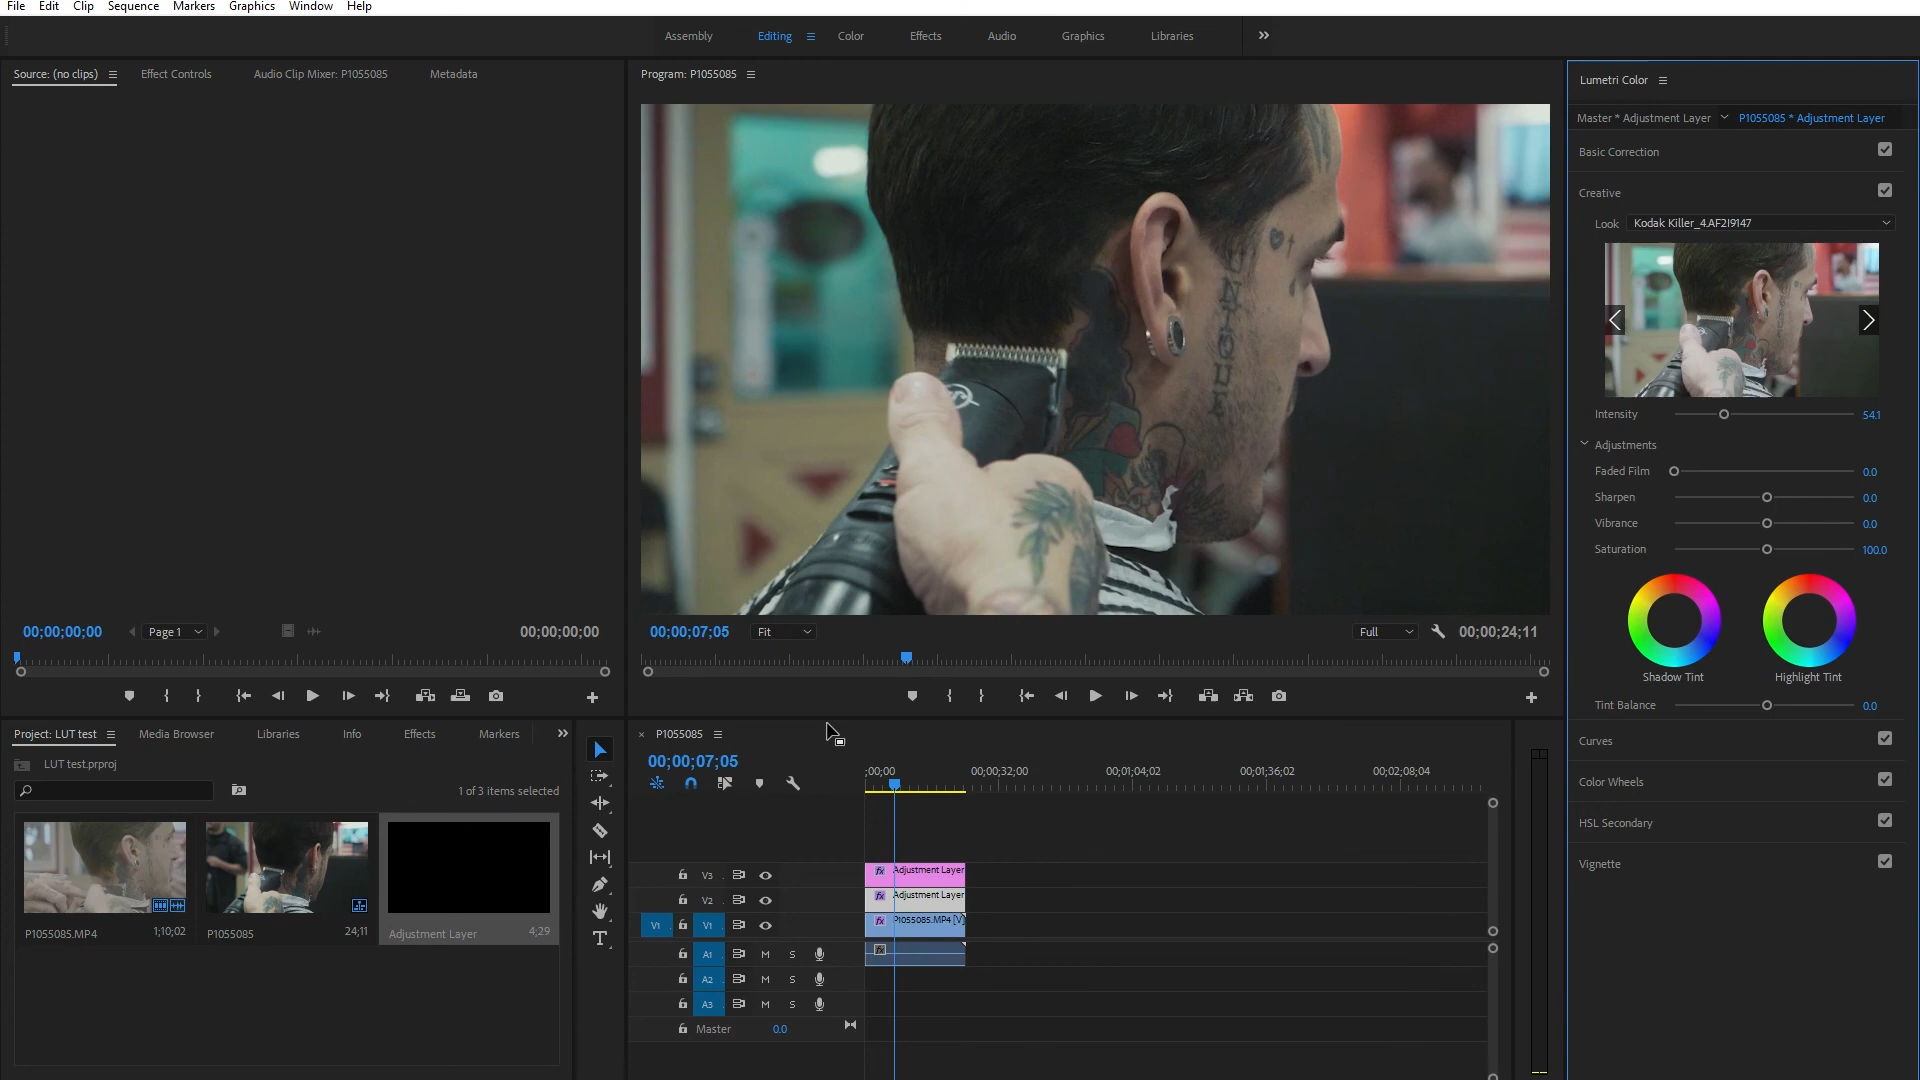 File Edit Clip Sequence Markers Graphics Window Help
Assembly Editing Color Effects Audio Graphics Libraries
Source: (no clips) Effect Controls Audio Clip Mixer: P1055085 Metadata
Program: P1055085
Lumetri Color
Master * Adjustment Layer P1055085 * Adjustment Layer
Basic Correction
Creative
Look Kodak Killer_4.AF2I9147
Intensity 54.1
Adjustments
Faded Film 0.0
Sharpen 0.0
Vibrance 0.0
Saturation 100.0
Shadow Tint Highlight Tint
Tint Balance 0.0
Curves
Color Wheels
HSL Secondary
Vignette
00;00;00;00 Page 1 00;00;00;00
00;00;07;05 Fit Full 00;00;24;11
Project: LUT test Media Browser Libraries Info Effects Markers
LUT test.prproj
1 of 3 items selected
P1055085.MP4 1;10;02
P1055085 24;11
Adjustment Layer 4;29
× P1055085
00;00;07;05
;00;00 00;00;32;00 00;01;04;02 00;01;36;02 00;02;08;04
V3 Adjustment Layer
V2 Adjustment Layer
V1 V1 P1055085.MP4 [V]
A1 M S
A2 M S
A3 M S
Master 0.0